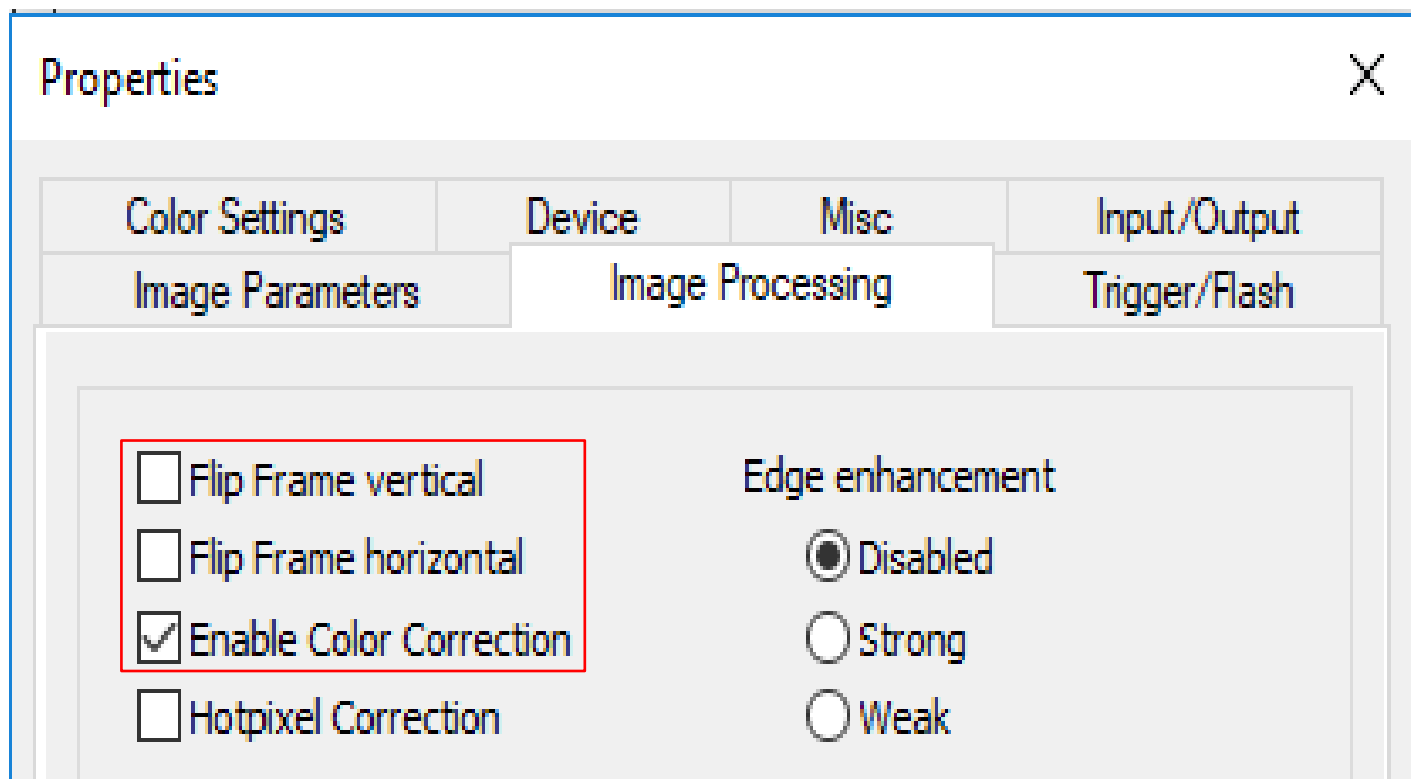 Properties
Color Settings Device Misc Input/Output
Image Parameters Image Processing Trigger/Flash
Flip Frame vertical
Flip Frame horizontal
Enable Color Correction
Hotpixel Correction
Edge enhancement
Disabled
Strong
Weak